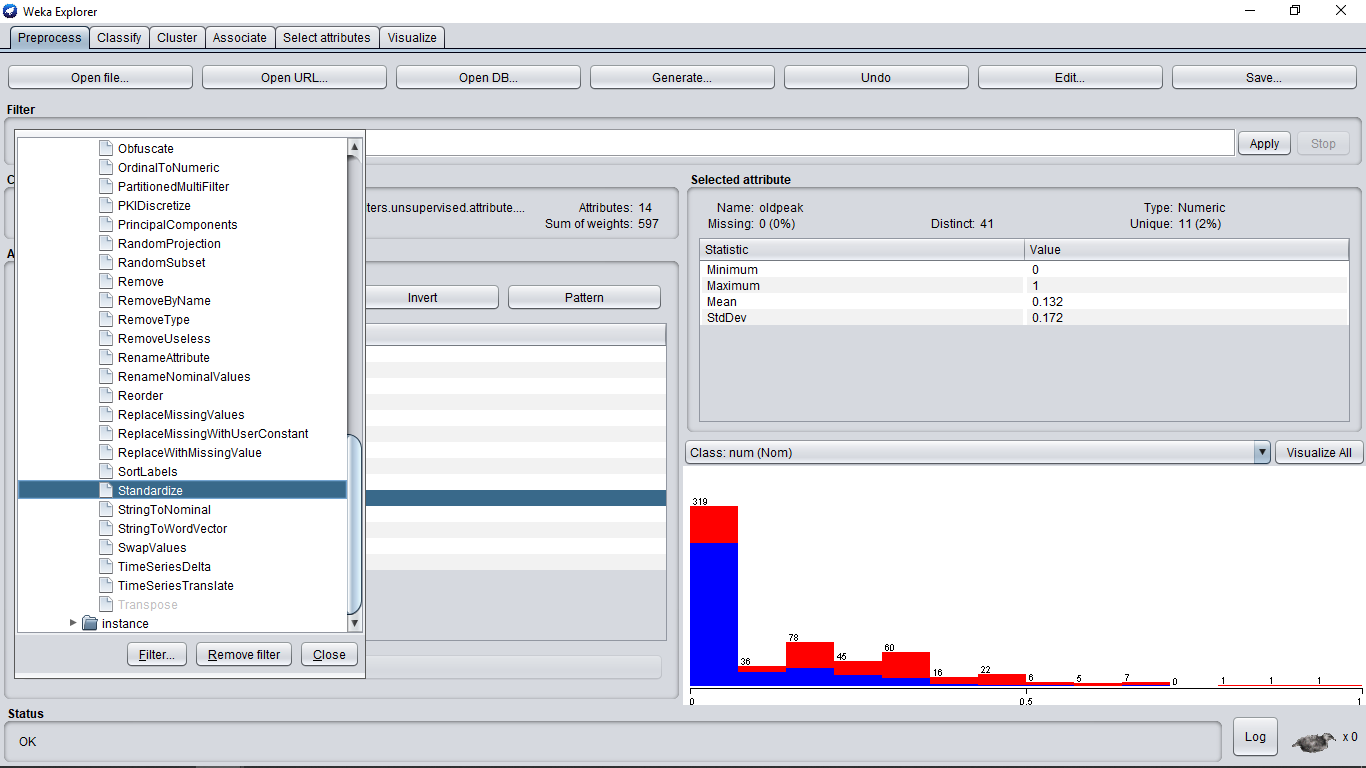 Weka Explorer
Preprocess Classify Cluster Associate Select attributes Visualize
Open file... Open URL... Open DB... Generate... Undo Edit... Save...
Filter
Apply Stop
Obfuscate
OrdinalToNumeric
PartitionedMultiFilter
PKIDiscretize
PrincipalComponents
RandomProjection
RandomSubset
Remove
RemoveByName
RemoveType
RemoveUseless
RenameAttribute
RenameNominalValues
Reorder
ReplaceMissingValues
ReplaceMissingWithUserConstant
ReplaceWithMissingValue
SortLabels
Standardize
StringToNominal
StringToWordVector
SwapValues
TimeSeriesDelta
TimeSeriesTranslate
Transpose
instance
Filter... Remove filter Close
ters.unsupervised.attribute.... Attributes: 14
Sum of weights: 597
Invert Pattern
Selected attribute
Name: oldpeak Type: Numeric
Missing: 0 (0%) Distinct: 41 Unique: 11 (2%)
Statistic Value
Minimum 0
Maximum 1
Mean 0.132
StdDev 0.172
Class: num (Nom) Visualize All
319
36
78
45
60
16
22
6
5
7
0
1
1
1
0 0.5 1
Status
OK
Log x 0